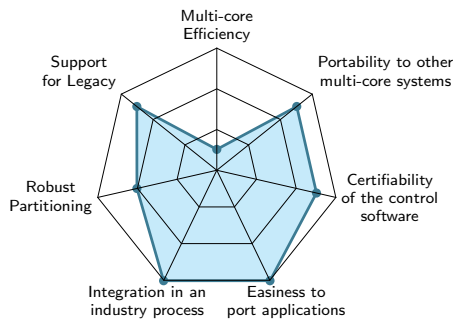 Multi-core
Efficiency
Support
for Legacy
Portability to other
multi-core systems
Robust
Partitioning
Certifiability
of the control
software
Integration in an
industry process
Easiness to
port applications